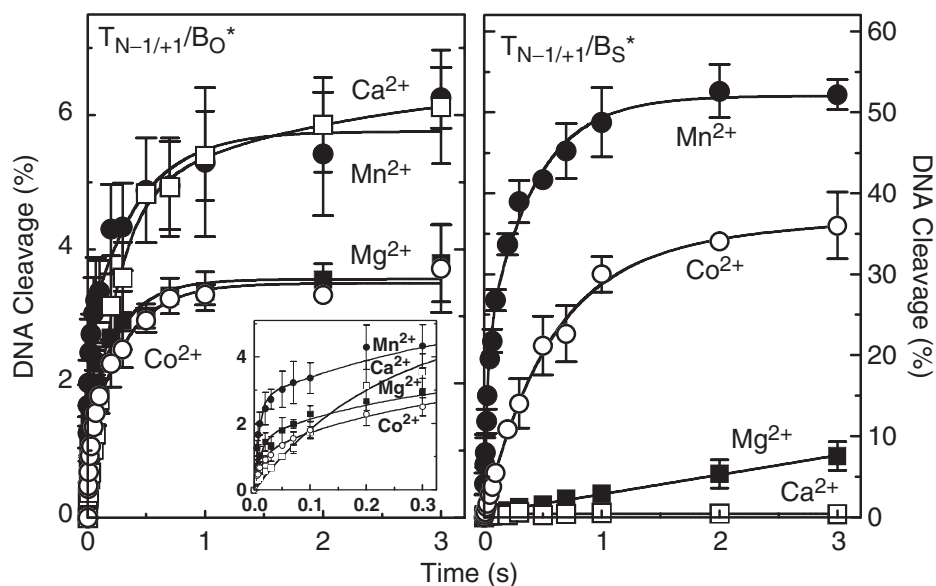 T_N−1/+1/B_O*
T_N−1/+1/B_S*
DNA Cleavage (%)
6
4
2
0
Ca²⁺
Mn²⁺
Mg²⁺
Co²⁺
0
1
2
3
4
2
0
Mn²⁺
Ca²⁺
Mg²⁺
Co²⁺
0.0
0.1
0.2
0.3
Mn²⁺
Co²⁺
Mg²⁺
Ca²⁺
0
1
2
3
60
50
40
30
20
10
0
DNA Cleavage (%)
Time (s)